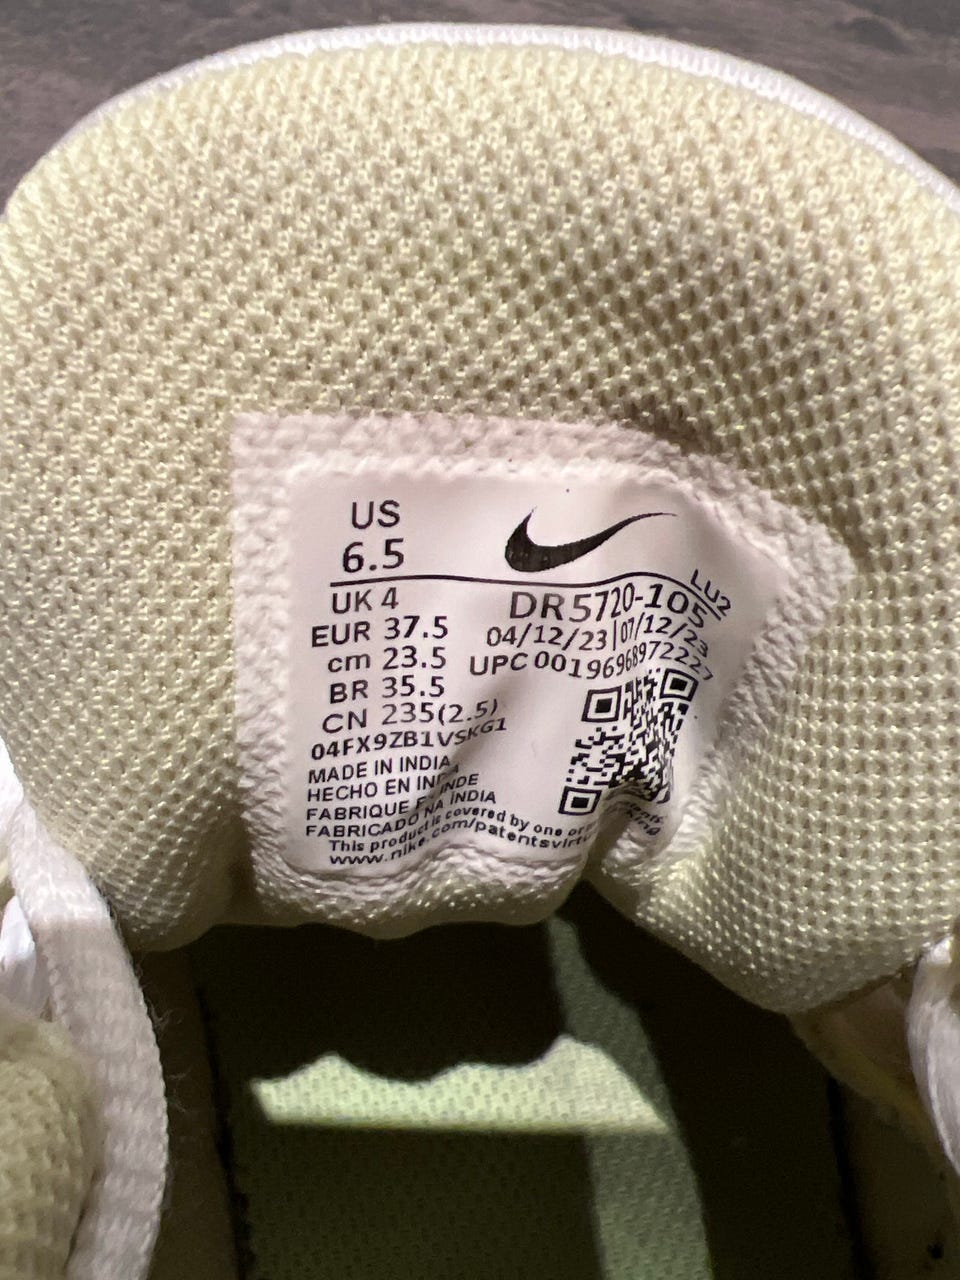 US
6.5
UK 4
EUR 37.5
cm 23.5
BR 35.5
CN 235(2.5)
04FX9ZB1VSKG1
MADE IN INDIA
HECHO EN INDIA
FABRIQUE EN INDE
FABRICADO NA ÍNDIA
This product is covered by one or
www.nike.com/patents
LU2
DR5720-105
04/12/23|07/12/23
UPC 00196968972227